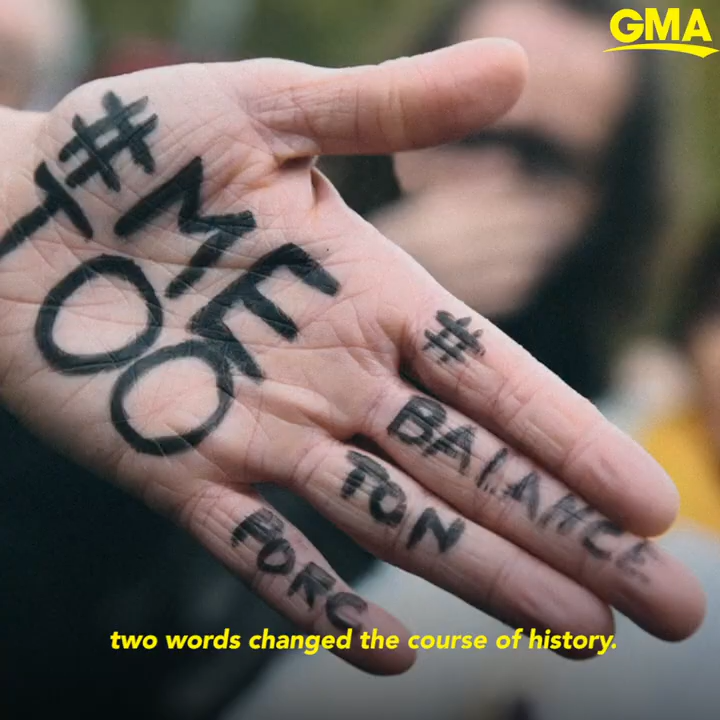 GMA
#ME
TOO
#
BALANCE
TON
PORC
two words changed the course of history.